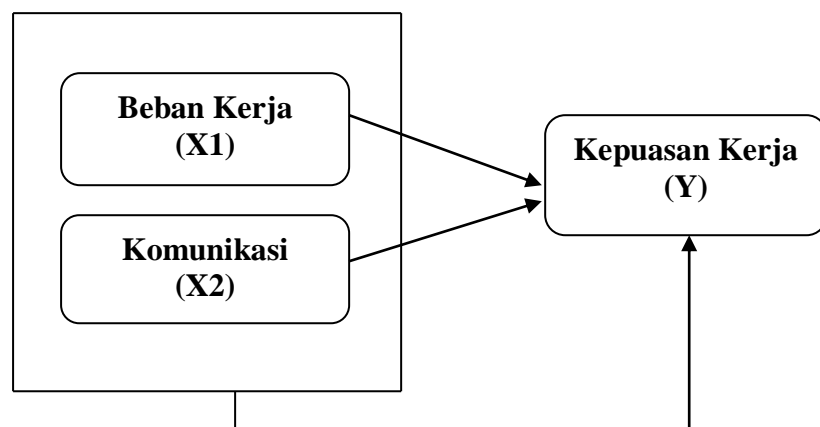 Beban Kerja
(X1)
Komunikasi
(X2)
Kepuasan Kerja
(Y)